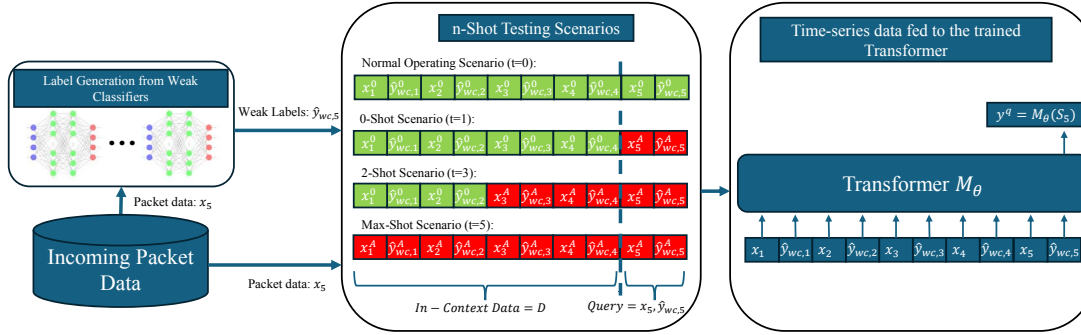 Label Generation from Weak
Classifiers
Weak Labels: ŷ_{wc,5}
Packet data: x_5
Incoming Packet
Data
Packet data: x_5
n-Shot Testing Scenarios
Normal Operating Scenario (t=0):
x_1^0 ŷ_{wc,1}^0 x_2^0 ŷ_{wc,2}^0 x_3^0 ŷ_{wc,3}^0 x_4^0 ŷ_{wc,4}^0 x_5^0 ŷ_{wc,5}^0
0-Shot Scenario (t=1):
x_1^0 ŷ_{wc,1}^0 x_2^0 ŷ_{wc,2}^0 x_3^0 ŷ_{wc,3}^0 x_4^0 ŷ_{wc,4}^0 x_5^A ŷ_{wc,5}^A
2-Shot Scenario (t=3):
x_1^0 ŷ_{wc,1}^0 x_2^0 ŷ_{wc,2}^0 x_3^A ŷ_{wc,3}^A x_4^A ŷ_{wc,4}^A x_5^A ŷ_{wc,5}^A
Max-Shot Scenario (t=5):
x_1^A ŷ_{wc,1}^A x_2^A ŷ_{wc,2}^A x_3^A ŷ_{wc,3}^A x_4^A ŷ_{wc,4}^A x_5^A ŷ_{wc,5}^A
In − Context Data = D
Query = x_5, ŷ_{wc,5}
Time-series data fed to the trained
Transformer
y^q = M_θ(S_5)
Transformer M_θ
x_1 ŷ_{wc,1} x_2 ŷ_{wc,2} x_3 ŷ_{wc,3} x_4 ŷ_{wc,4} x_5 ŷ_{wc,5}